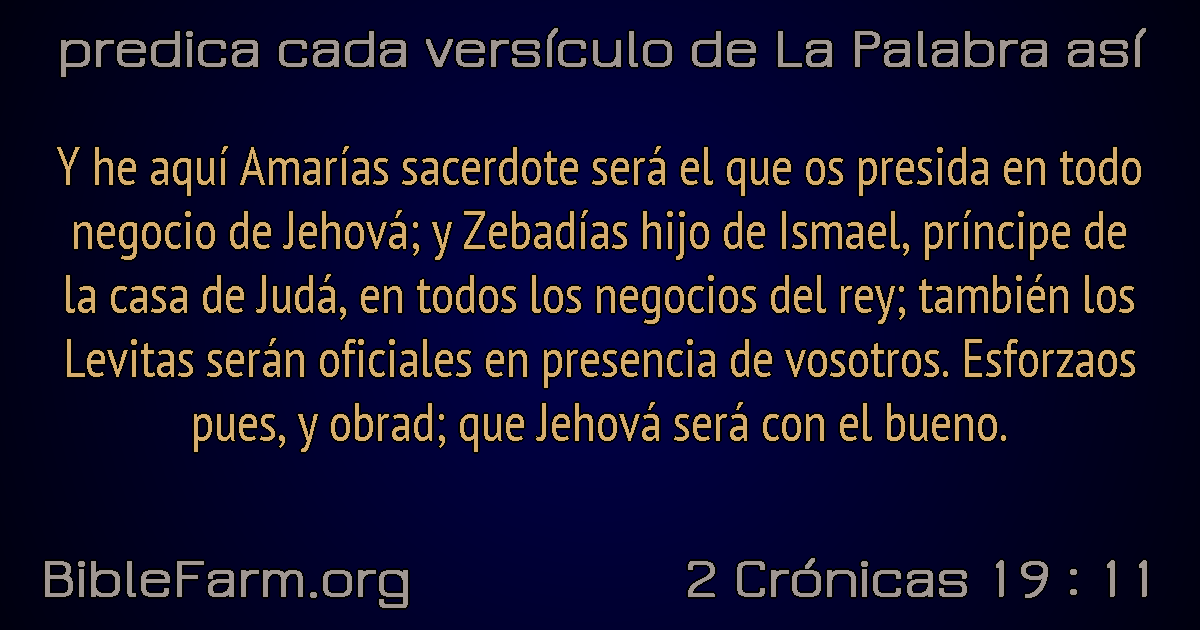 predica cada versículo de La Palabra así
Y he aquí Amarías sacerdote será el que os presida en todo
negocio de Jehová; y Zebadías hijo de Ismael, príncipe de
la casa de Judá, en todos los negocios del rey; también los
Levitas serán oficiales en presencia de vosotros. Esforzaos
pues, y obrad; que Jehová será con el bueno.
BibleFarm.org
2 Crónicas 19 : 11